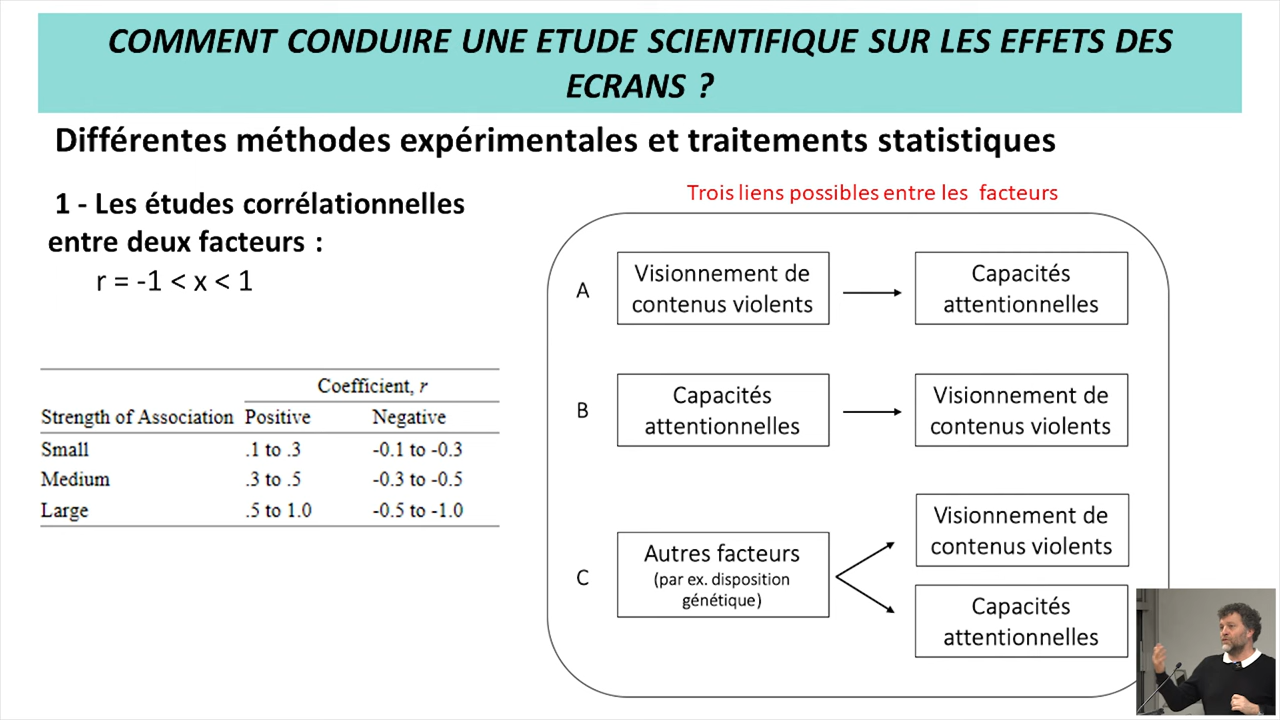 COMMENT CONDUIRE UNE ETUDE SCIENTIFIQUE SUR LES EFFETS DES
ECRANS ?
Différentes méthodes expérimentales et traitements statistiques
1 - Les études corrélationnelles
entre deux facteurs :
r = -1 < x < 1
Coefficient, r
Strength of Association Positive Negative
Small .1 to .3 -0.1 to -0.3
Medium .3 to .5 -0.3 to -0.5
Large .5 to 1.0 -0.5 to -1.0
Trois liens possibles entre les facteurs
A
Visionnement de
contenus violents
Capacités
attentionnelles
B
Capacités
attentionnelles
Visionnement de
contenus violents
C
Autres facteurs
(par ex. disposition
génétique)
Visionnement de
contenus violents
Capacités
attentionnelles